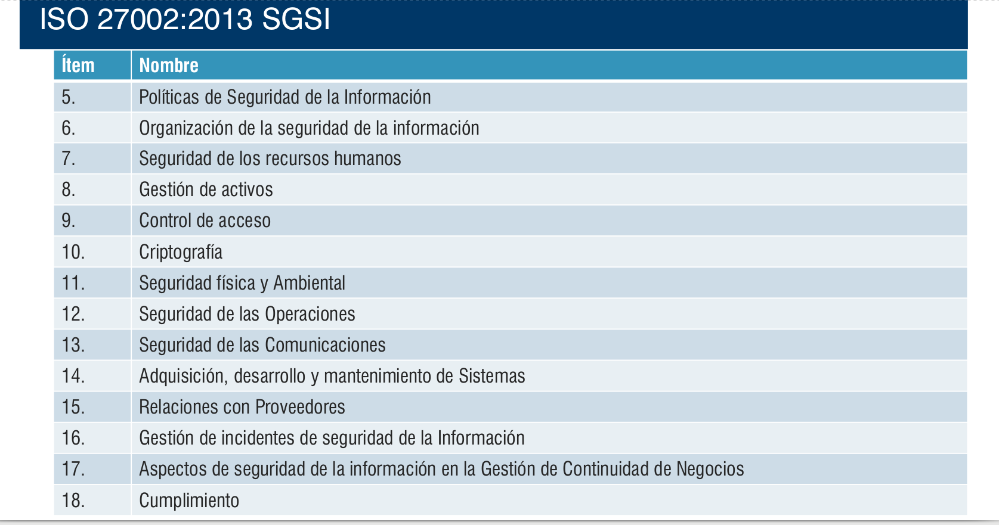 ISO 27002:2013 SGSI
Ítem Nombre
5. Políticas de Seguridad de la Información
6. Organización de la seguridad de la información
7. Seguridad de los recursos humanos
8. Gestión de activos
9. Control de acceso
10. Criptografía
11. Seguridad física y Ambiental
12. Seguridad de las Operaciones
13. Seguridad de las Comunicaciones
14. Adquisición, desarrollo y mantenimiento de Sistemas
15. Relaciones con Proveedores
16. Gestión de incidentes de seguridad de la Información
17. Aspectos de seguridad de la información en la Gestión de Continuidad de Negocios
18. Cumplimiento